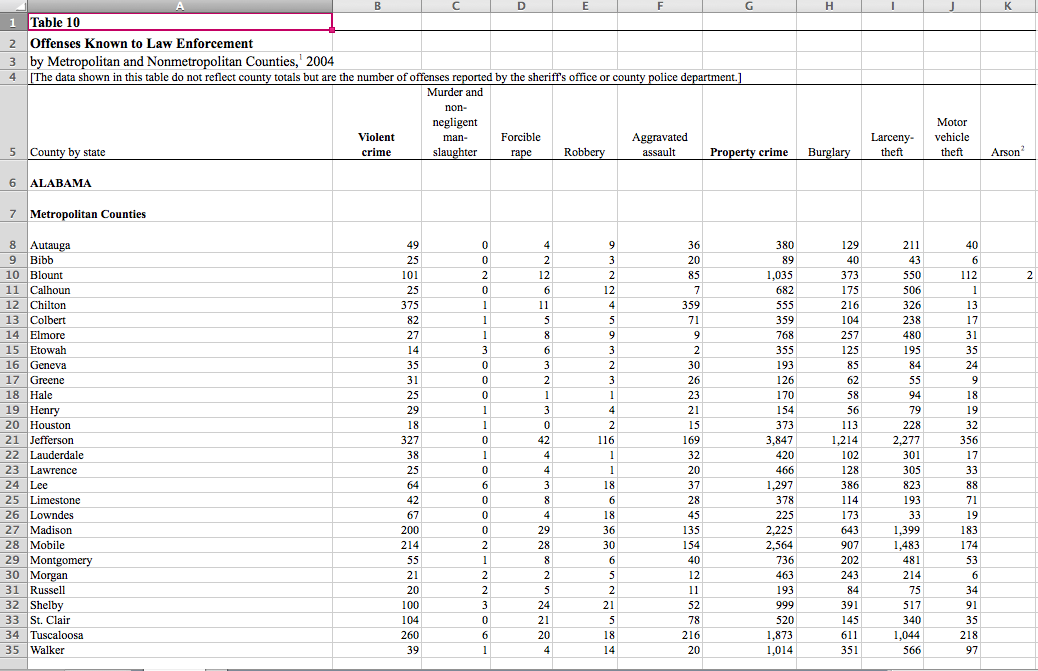 A B C D E F G H I J K
1 Table 10
2 Offenses Known to Law Enforcement
3 by Metropolitan and Nonmetropolitan Counties,1 2004
4 [The data shown in this table do not reflect county totals but are the number of offenses reported by the sheriff's office or county police department.]
5 County by state Violent crime Murder and non-negligent man-slaughter Forcible rape Robbery Aggravated assault Property crime Burglary Larceny-theft Motor vehicle theft Arson2
6 ALABAMA
7 Metropolitan Counties
8 Autauga 49 0 4 9 36 380 129 211 40
9 Bibb 25 0 2 3 20 89 40 43 6
10 Blount 101 2 12 2 85 1,035 373 550 112 2
11 Calhoun 25 0 6 12 7 682 175 506 1
12 Chilton 375 1 11 4 359 555 216 326 13
13 Colbert 82 1 5 5 71 359 104 238 17
14 Elmore 27 1 8 9 9 768 257 480 31
15 Etowah 14 3 6 3 2 355 125 195 35
16 Geneva 35 0 3 2 30 193 85 84 24
17 Greene 31 0 2 3 26 126 62 55 9
18 Hale 25 0 1 1 23 170 58 94 18
19 Henry 29 1 3 4 21 154 56 79 19
20 Houston 18 1 0 2 15 373 113 228 32
21 Jefferson 327 0 42 116 169 3,847 1,214 2,277 356
22 Lauderdale 38 1 4 1 32 420 102 301 17
23 Lawrence 25 0 4 1 20 466 128 305 33
24 Lee 64 6 3 18 37 1,297 386 823 88
25 Limestone 42 0 8 6 28 378 114 193 71
26 Lowndes 67 0 4 18 45 225 173 33 19
27 Madison 200 0 29 36 135 2,225 643 1,399 183
28 Mobile 214 2 28 30 154 2,564 907 1,483 174
29 Montgomery 55 1 8 6 40 736 202 481 53
30 Morgan 21 2 2 5 12 463 243 214 6
31 Russell 20 2 5 2 11 193 84 75 34
32 Shelby 100 3 24 21 52 999 391 517 91
33 St. Clair 104 0 21 5 78 520 145 340 35
34 Tuscaloosa 260 6 20 18 216 1,873 611 1,044 218
35 Walker 39 1 4 14 20 1,014 351 566 97